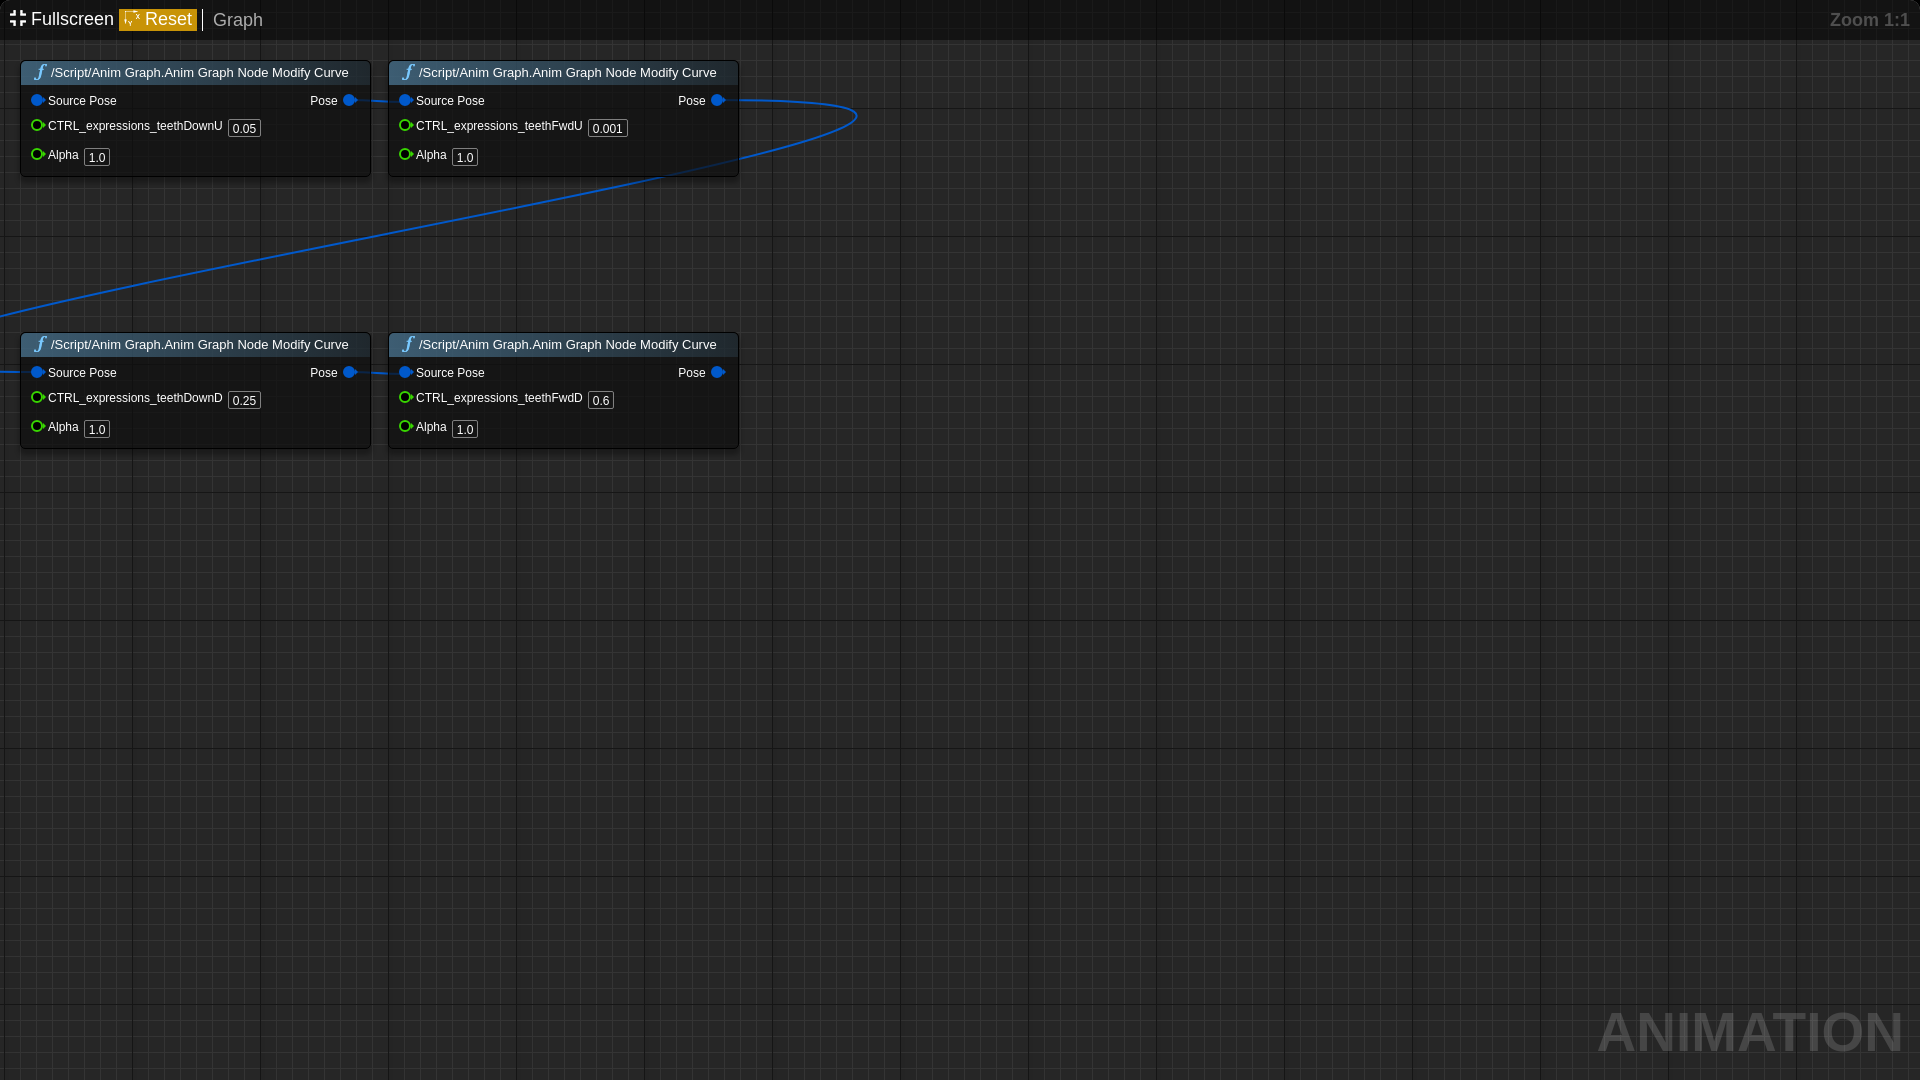 Fullscreen Reset Graph Zoom 1:1
/Script/Anim Graph.Anim Graph Node Modify Curve
Source Pose Pose
CTRL_expressions_teethDownU 0.05
Alpha 1.0
/Script/Anim Graph.Anim Graph Node Modify Curve
Source Pose Pose
CTRL_expressions_teethFwdU 0.001
Alpha 1.0
/Script/Anim Graph.Anim Graph Node Modify Curve
Source Pose Pose
CTRL_expressions_teethDownD 0.25
Alpha 1.0
/Script/Anim Graph.Anim Graph Node Modify Curve
Source Pose Pose
CTRL_expressions_teethFwdD 0.6
Alpha 1.0
ANIMATION